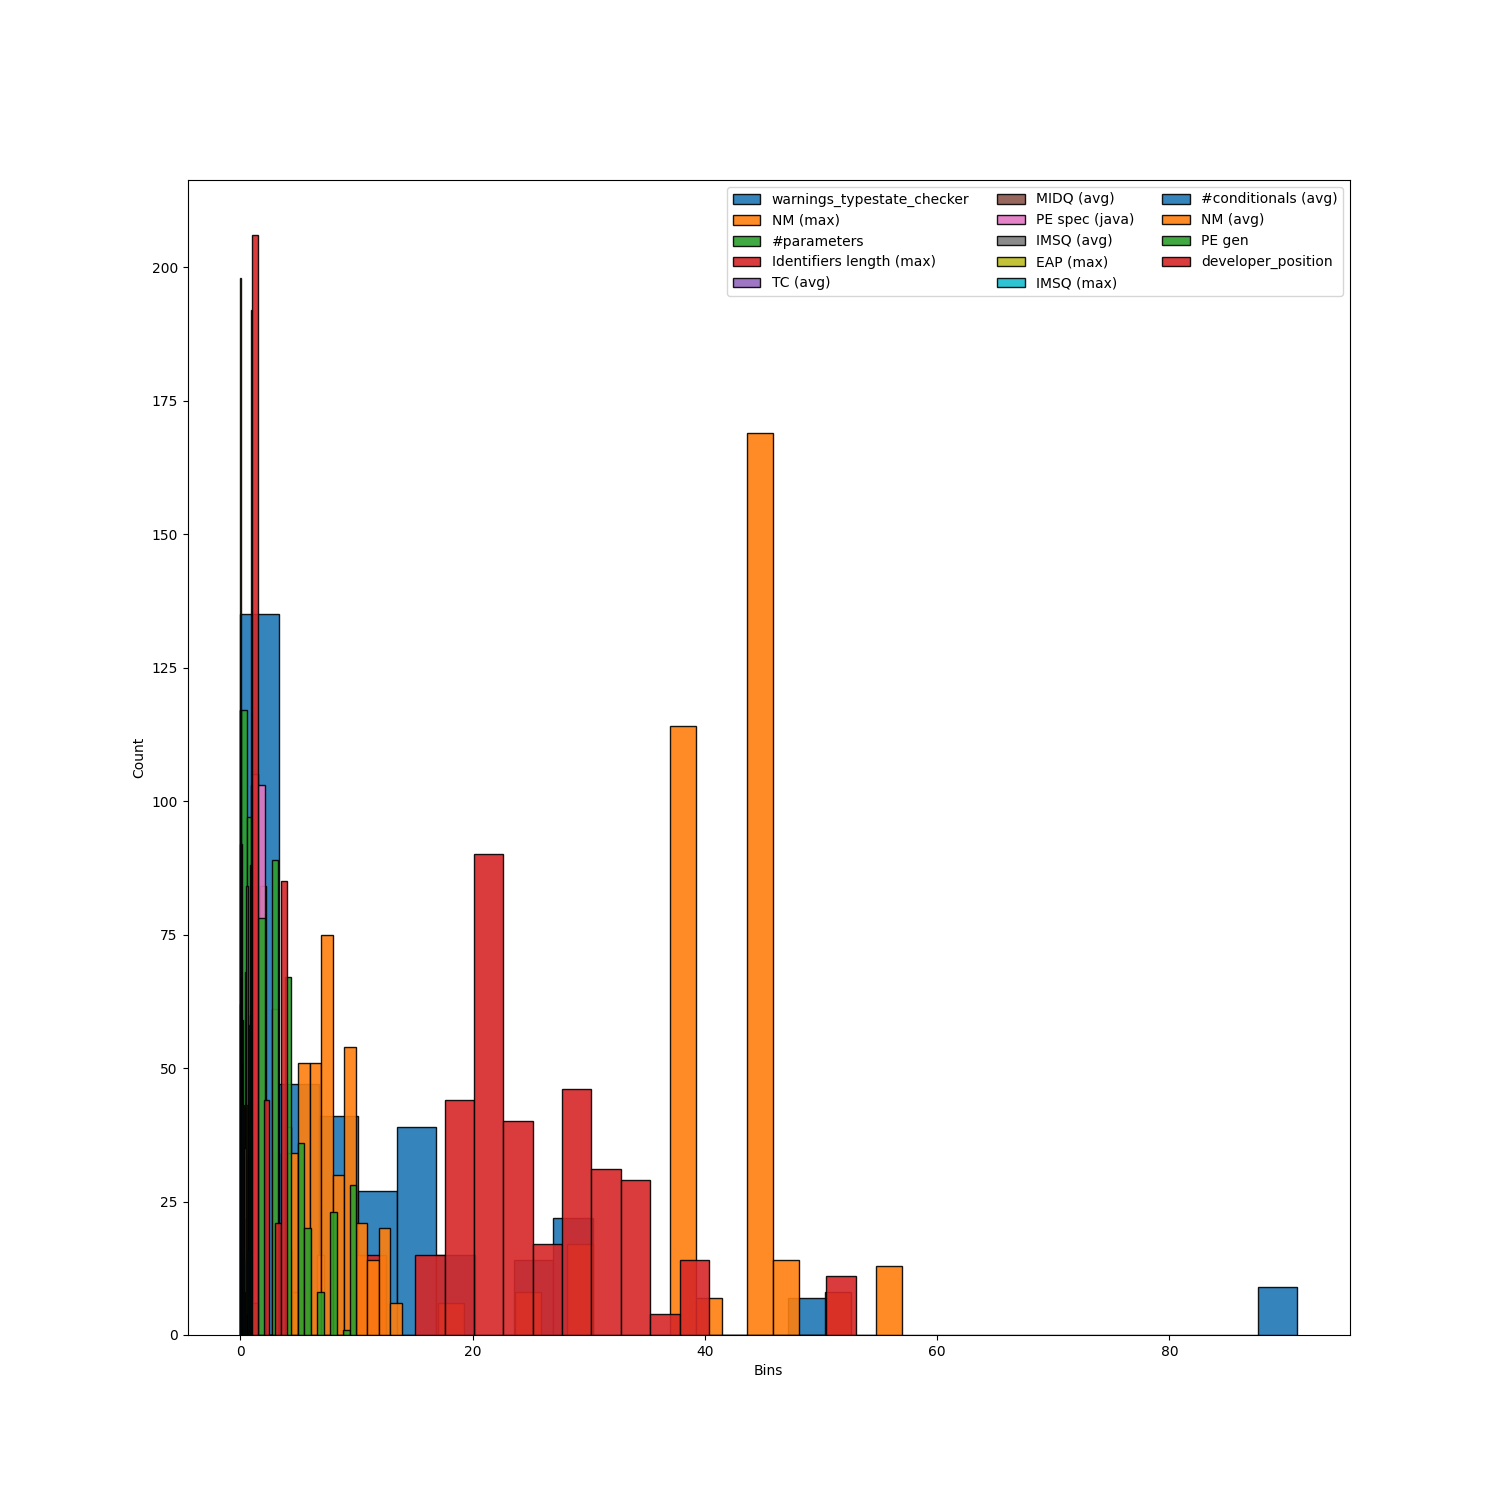 warnings_typestate_checker
NM (max)
#parameters
Identifiers length (max)
TC (avg)
MIDQ (avg)
PE spec (java)
IMSQ (avg)
EAP (max)
IMSQ (max)
#conditionals (avg)
NM (avg)
PE gen
developer_position
200
175
150
125
100
75
50
25
0
Count
0 20 40 60 80
Bins